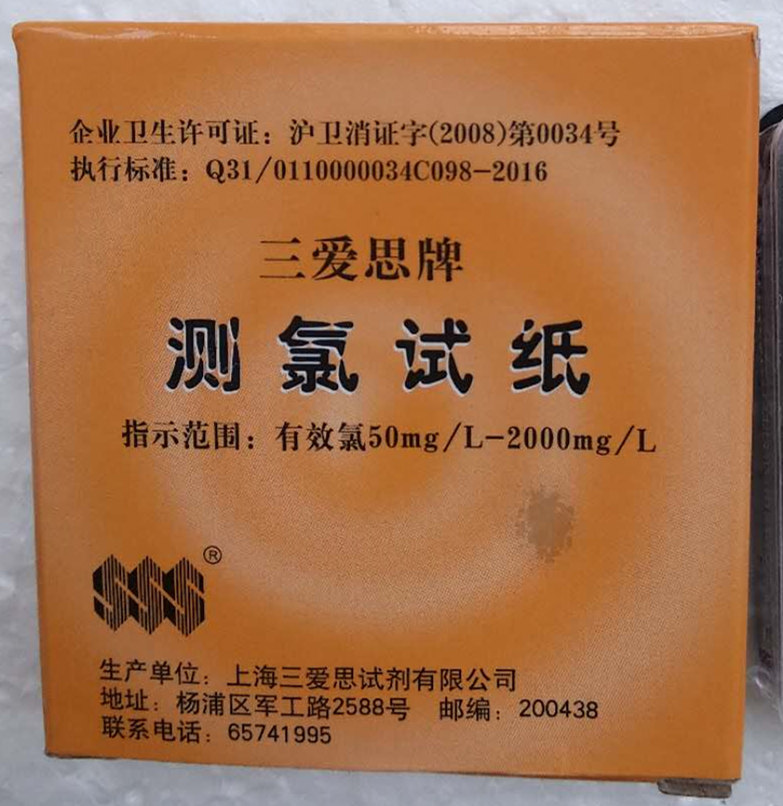 企业卫生许可证：沪卫消证字(2008)第0034号
执行标准：Q31/0110000034C098-2016
三爱思牌
测氯试纸
指示范围：有效氯50mg/L-2000mg/L
SSS®
生产单位：上海三爱思试剂有限公司
地址：杨浦区军工路2588号 邮编：200438
联系电话：65741995